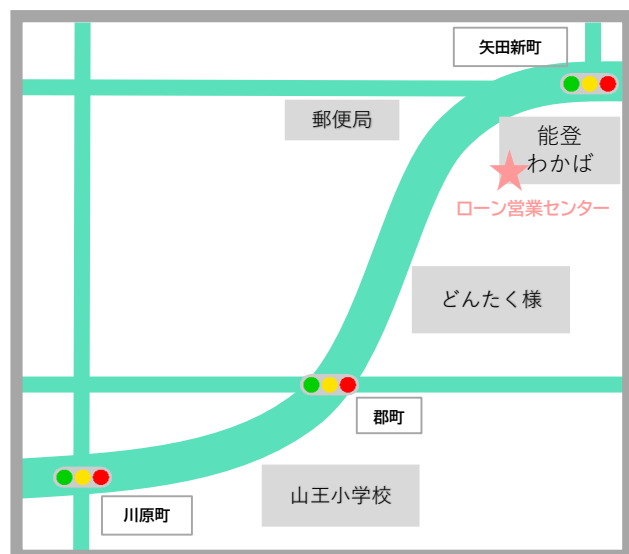 矢田新町
郵便局
能登
わかば
ローン営業センター
どんたく様
郡町
山王小学校
川原町